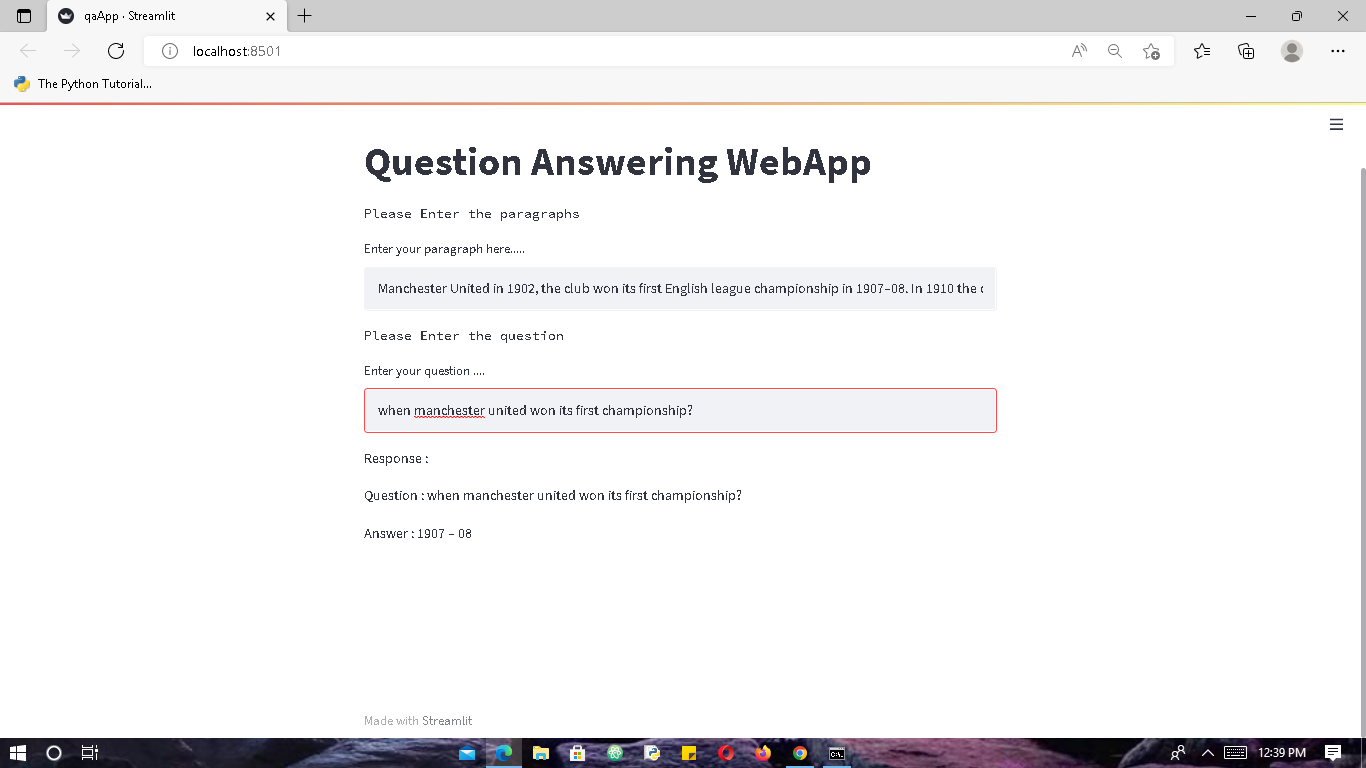 qaApp · Streamlit
localhost:8501
The Python Tutorial...
Question Answering WebApp
Please Enter the paragraphs
Enter your paragraph here.....
Manchester United in 1902, the club won its first English league championship in 1907–08. In 1910 the
Please Enter the question
Enter your question ....
when manchester united won its first championship?
Response :
Question : when manchester united won its first championship?
Answer : 1907 – 08
Made with Streamlit
12:39 PM